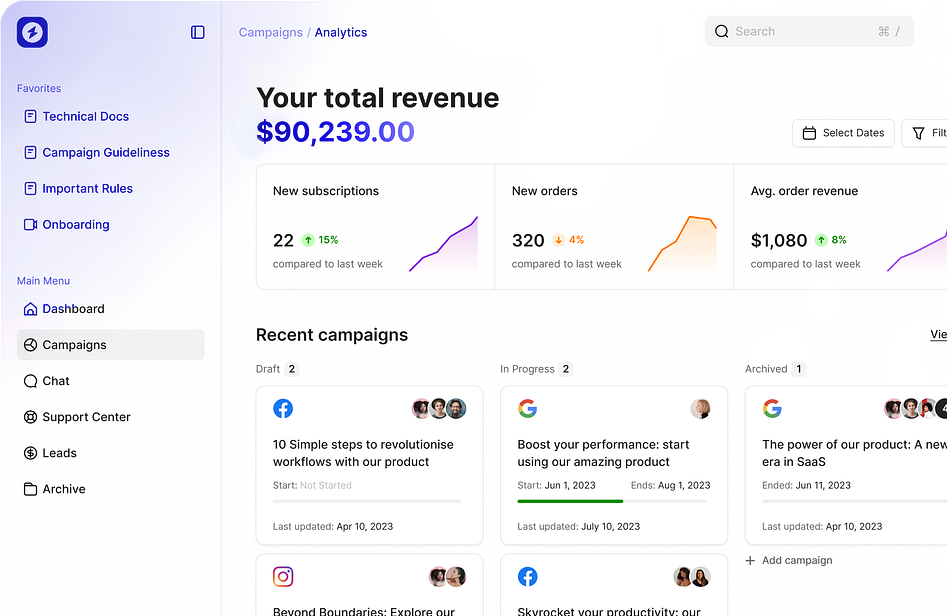 Campaigns / Analytics
Search
⌘ /
Favorites
Technical Docs
Campaign Guideliness
Important Rules
Onboarding
Main Menu
Dashboard
Campaigns
Chat
Support Center
Leads
Archive
Your total revenue
$90,239.00
Select Dates
Filt
New subscriptions
22 15%
compared to last week
New orders
320 4%
compared to last week
Avg. order revenue
$1,080 8%
compared to last week
Recent campaigns
Vie
Draft 2
10 Simple steps to revolutionise
workflows with our product
Start: Not Started
Last updated: Apr 10, 2023
Beyond Boundaries: Explore our
In Progress 2
Boost your performance: start
using our amazing product
Start: Jun 1, 2023 Ends: Aug 1, 2023
Last updated: July 10, 2023
Skyrocket your productivity: our
Archived 1
The power of our product: A new
era in SaaS
Ended: Jun 11, 2023
Last updated: Apr 10, 2023
Add campaign